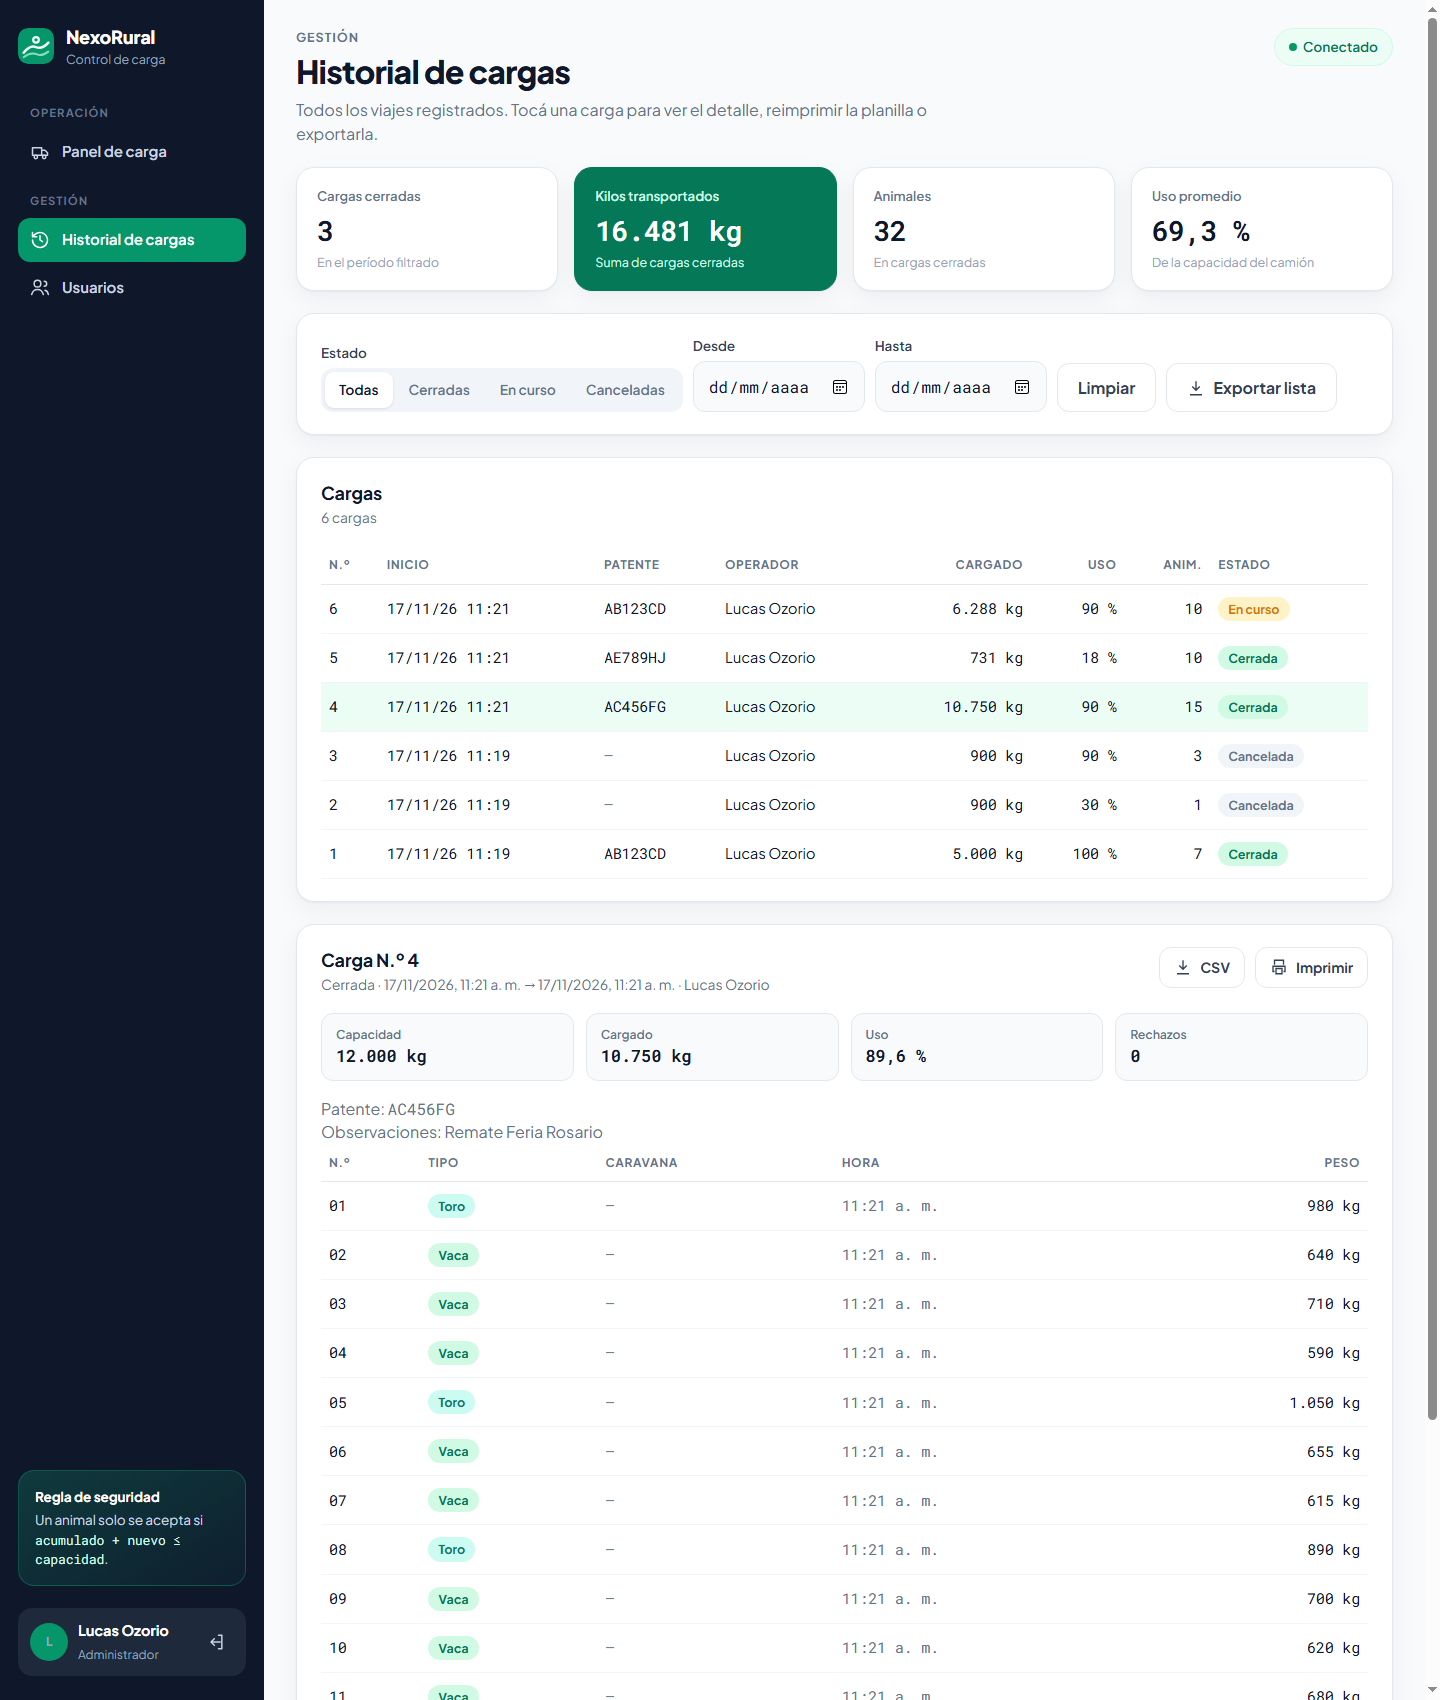 NexoRural
Control de carga
OPERACIÓN
Panel de carga
GESTIÓN
Historial de cargas
Usuarios
Regla de seguridad
Un animal solo se acepta si
acumulado + nuevo ≤
capacidad.
L
Lucas Ozorio
Administrador
GESTIÓN
Historial de cargas
Todos los viajes registrados. Tocá una carga para ver el detalle, reimprimir la planilla o
exportarla.
Conectado
Cargas cerradas
3
En el período filtrado
Kilos transportados
16.481 kg
Suma de cargas cerradas
Animales
32
En cargas cerradas
Uso promedio
69,3 %
De la capacidad del camión
Estado
Todas Cerradas En curso Canceladas
Desde
dd/mm/aaaa
Hasta
dd/mm/aaaa
Limpiar
Exportar lista
Cargas
6 cargas
N.º INICIO PATENTE OPERADOR CARGADO USO ANIM. ESTADO
6 17/11/26 11:21 AB123CD Lucas Ozorio 6.288 kg 90 % 10 En curso
5 17/11/26 11:21 AE789HJ Lucas Ozorio 731 kg 18 % 10 Cerrada
4 17/11/26 11:21 AC456FG Lucas Ozorio 10.750 kg 90 % 15 Cerrada
3 17/11/26 11:19 — Lucas Ozorio 900 kg 90 % 3 Cancelada
2 17/11/26 11:19 — Lucas Ozorio 900 kg 30 % 1 Cancelada
1 17/11/26 11:19 AB123CD Lucas Ozorio 5.000 kg 100 % 7 Cerrada
Carga N.º 4
Cerrada · 17/11/2026, 11:21 a. m. → 17/11/2026, 11:21 a. m. · Lucas Ozorio
CSV
Imprimir
Capacidad
12.000 kg
Cargado
10.750 kg
Uso
89,6 %
Rechazos
0
Patente: AC456FG
Observaciones: Remate Feria Rosario
N.º TIPO CARAVANA HORA PESO
01 Toro — 11:21 a. m. 980 kg
02 Vaca — 11:21 a. m. 640 kg
03 Vaca — 11:21 a. m. 710 kg
04 Vaca — 11:21 a. m. 590 kg
05 Toro — 11:21 a. m. 1.050 kg
06 Vaca — 11:21 a. m. 655 kg
07 Vaca — 11:21 a. m. 615 kg
08 Toro — 11:21 a. m. 890 kg
09 Vaca — 11:21 a. m. 700 kg
10 Vaca — 11:21 a. m. 620 kg
11 Vaca — 11:21 a. m. 680 kg